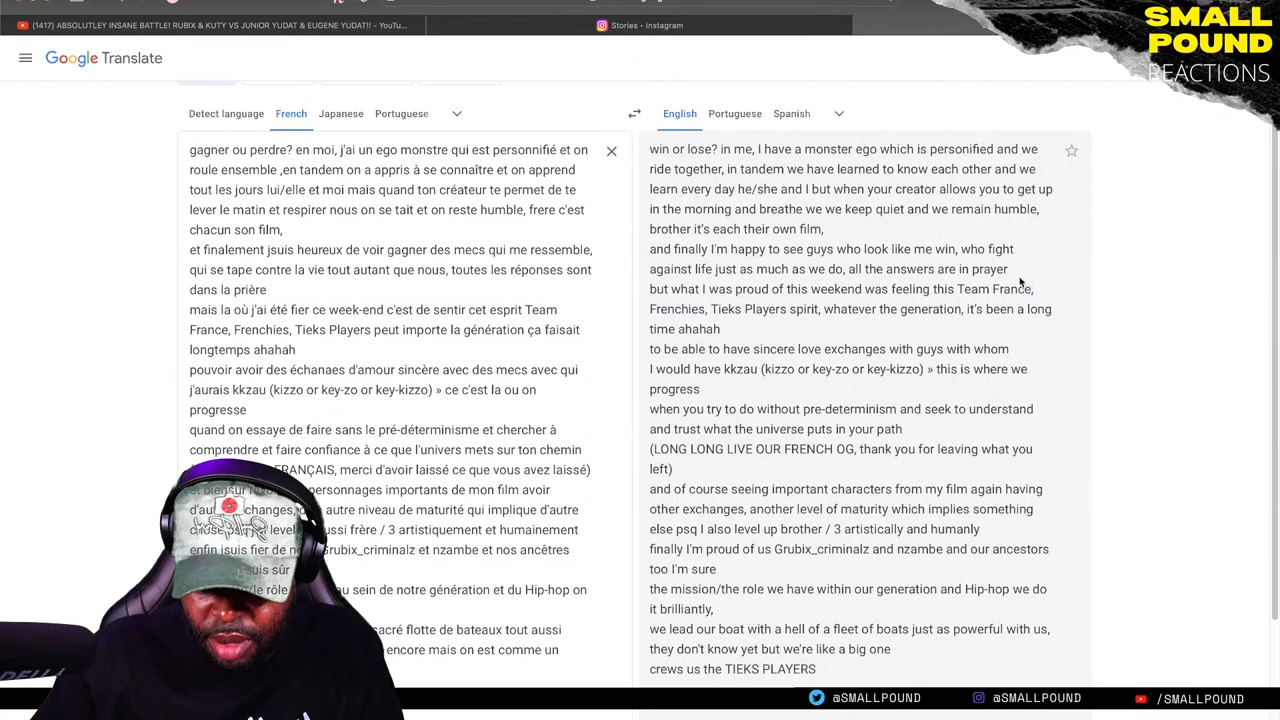 (1417) ABSOLUTLEY INSANE BATTLE! RUBIX & KUTY VS JUNIOR YUDAT & EUGENE YUDAT!! - YouTu...
Stories - Instagram
SMALL
POUND
REACTIONS
Google Translate
Detect language French Japanese Portuguese
English Portuguese Spanish
gagner ou perdre? en moi, j'ai un ego monstre qui est personnifié et on
roule ensemble ,en tandem on a appris à se connaître et on apprend
tout les jours lui/elle et moi mais quand ton créateur te permet de te
lever le matin et respirer nous on se tait et on reste humble, frere c'est
chacun son film,
et finalement jsuis heureux de voir gagner des mecs qui me ressemble,
qui se tape contre la vie tout autant que nous, toutes les réponses sont
dans la prière
mais la où j'ai été fier ce week-end c'est de sentir cet esprit Team
France, Frenchies, Tieks Players peut importe la génération ça faisait
longtemps ahahah
pouvoir avoir des échanaes d'amour sincère avec des mecs avec qui
j'aurais kkzau (kizzo or key-zo or key-kizzo) » ce c'est la ou on
progresse
quand on essaye de faire sans le pré-déterminisme et chercher à
comprendre et faire confiance à ce que l'univers mets sur ton chemin
FRANÇAIS, merci d'avoir laissé ce que vous avez laissé)
personnages importants de mon film avoir
changes, autre niveau de maturité qui implique d'autre
level aussi frère / 3 artistiquement et humainement
enfin jsuis fier de Grubix_criminalz et nzambe et nos ancêtres
suis sûr
le rôle au sein de notre génération et du Hip-hop on
sacré flotte de bateaux tout aussi
encore mais on est comme un
win or lose? in me, I have a monster ego which is personified and we
ride together, in tandem we have learned to know each other and we
learn every day he/she and I but when your creator allows you to get up
in the morning and breathe we we keep quiet and we remain humble,
brother it's each their own film,
and finally I'm happy to see guys who look like me win, who fight
against life just as much as we do, all the answers are in prayer
but what I was proud of this weekend was feeling this Team France,
Frenchies, Tieks Players spirit, whatever the generation, it's been a long
time ahahah
to be able to have sincere love exchanges with guys with whom
I would have kkzau (kizzo or key-zo or key-kizzo) » this is where we
progress
when you try to do without pre-determinism and seek to understand
and trust what the universe puts in your path
(LONG LONG LIVE OUR FRENCH OG, thank you for leaving what you
left)
and of course seeing important characters from my film again having
other exchanges, another level of maturity which implies something
else psq I also level up brother / 3 artistically and humanly
finally I'm proud of us Grubix_criminalz and nzambe and our ancestors
too I'm sure
the mission/the role we have within our generation and Hip-hop we do
it brilliantly,
we lead our boat with a hell of a fleet of boats just as powerful with us,
they don't know yet but we're like a big one
crews us the TIEKS PLAYERS
@SMALLPOUND @SMALLPOUND /SMALLPOUND